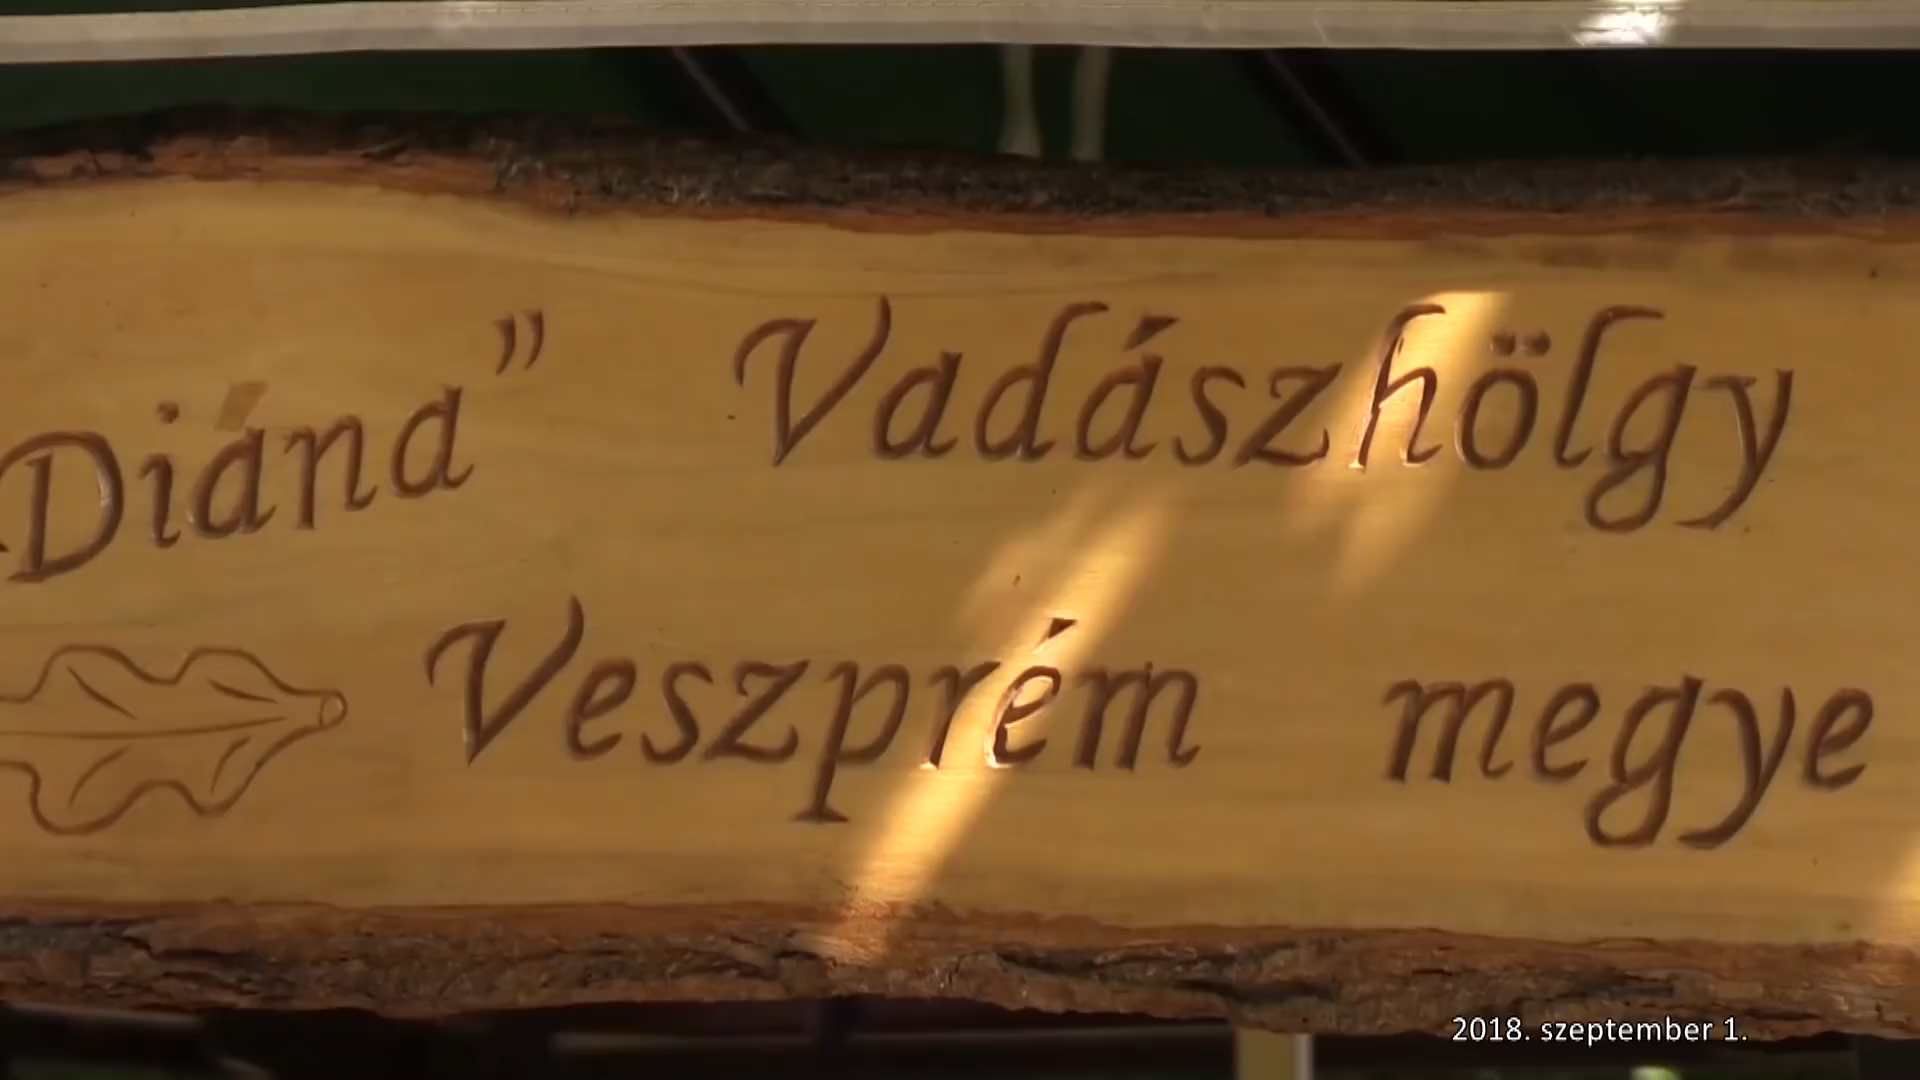 Diána” Vadászhölgy
Veszprém megye
2018. szeptember 1.